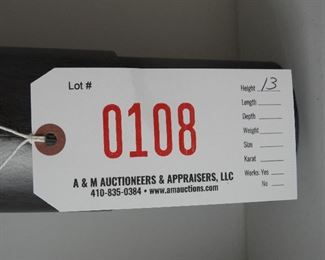 Lot #
0108
A & M AUCTIONEERS & APPRAISERS, LLC
410-835-0384 • www.amauctions.com
Height 13
Length
Depth
Weight
Size
Karat
Works: Yes
No